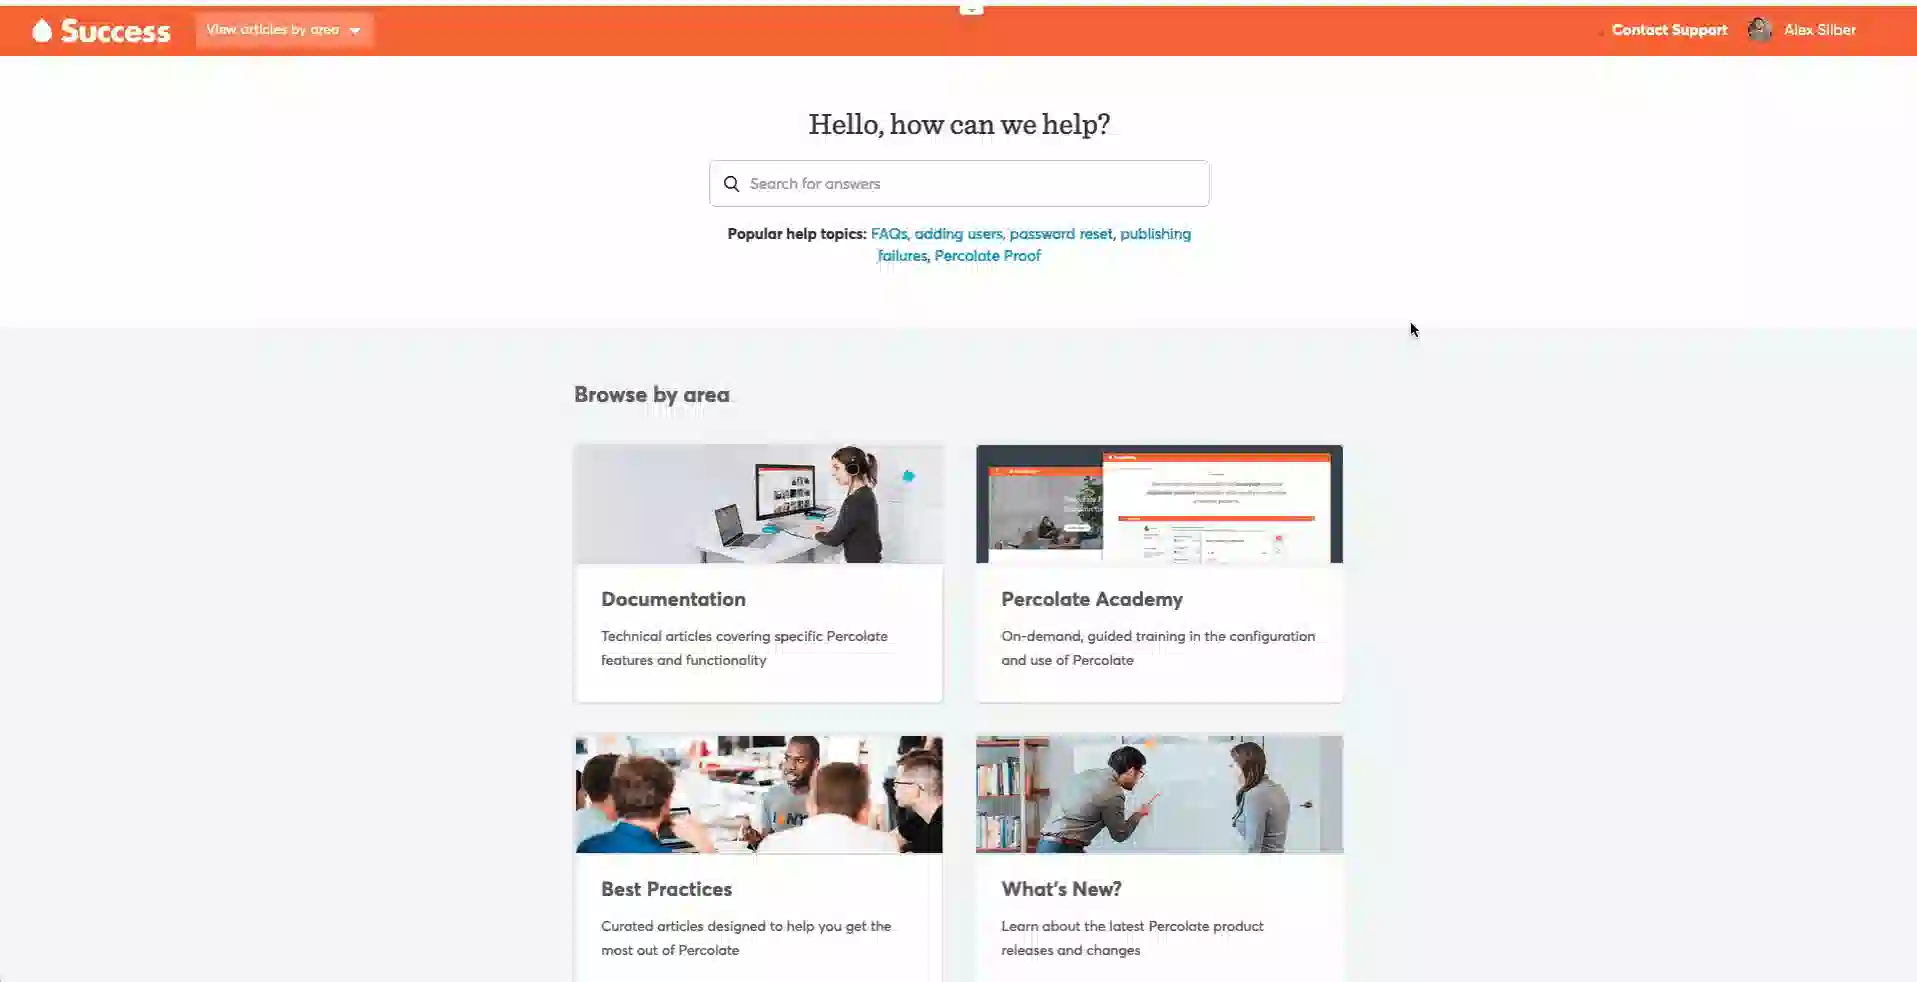 Success
View articles by area
Contact Support
Alex Silber
Hello, how can we help?
Search for answers
Popular help topics: FAQs, adding users, password reset, publishing
failures, Percolate Proof
Browse by area
Documentation
Technical articles covering specific Percolate
features and functionality
Percolate Academy
On-demand, guided training in the configuration
and use of Percolate
Best Practices
Curated articles designed to help you get the
most out of Percolate
What's New?
Learn about the latest Percolate product
releases and changes